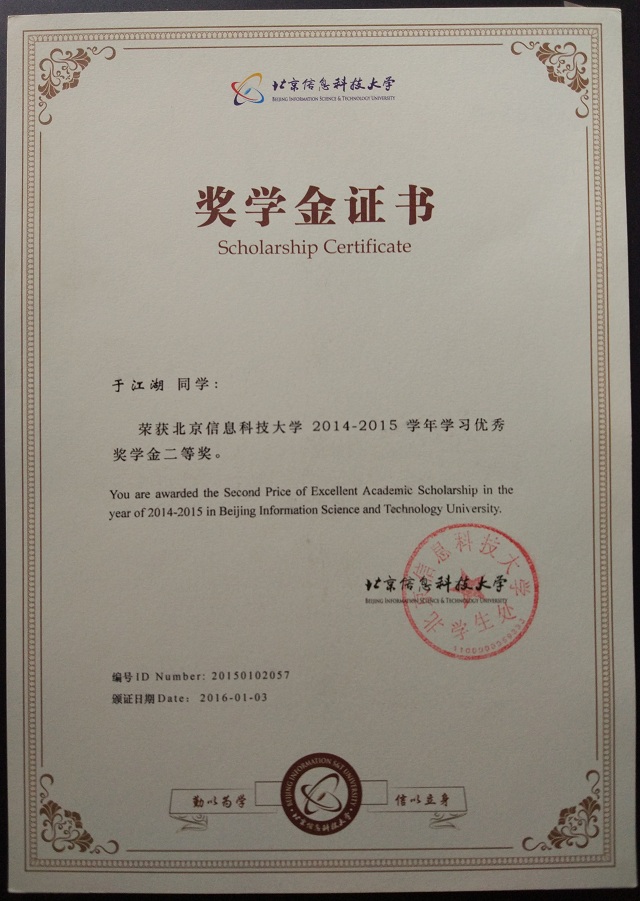 北京信息科技大学
BEIJING INFORMATION SCIENCE & TECHNOLOGY UNIVERSITY
奖学金证书
Scholarship Certificate
于江湖 同学：
荣获北京信息科技大学 2014-2015 学年学习优秀
奖学金二等奖。
You are awarded the Second Price of Excellent Academic Scholarship in the
year of 2014-2015 in Beijing Information Science and Technology University.
北京信息科技大学
BEIJING INFORMATION SCIENCE & TECHNOLOGY UNIVERSITY
北京信息科技大学
学生处
编号ID Number: 20150102057
颁证日期Date: 2016-01-03
BEIJING INFORMATION S&T UNIVERSITY
北京信息科技大学
勤以为学
信以立身